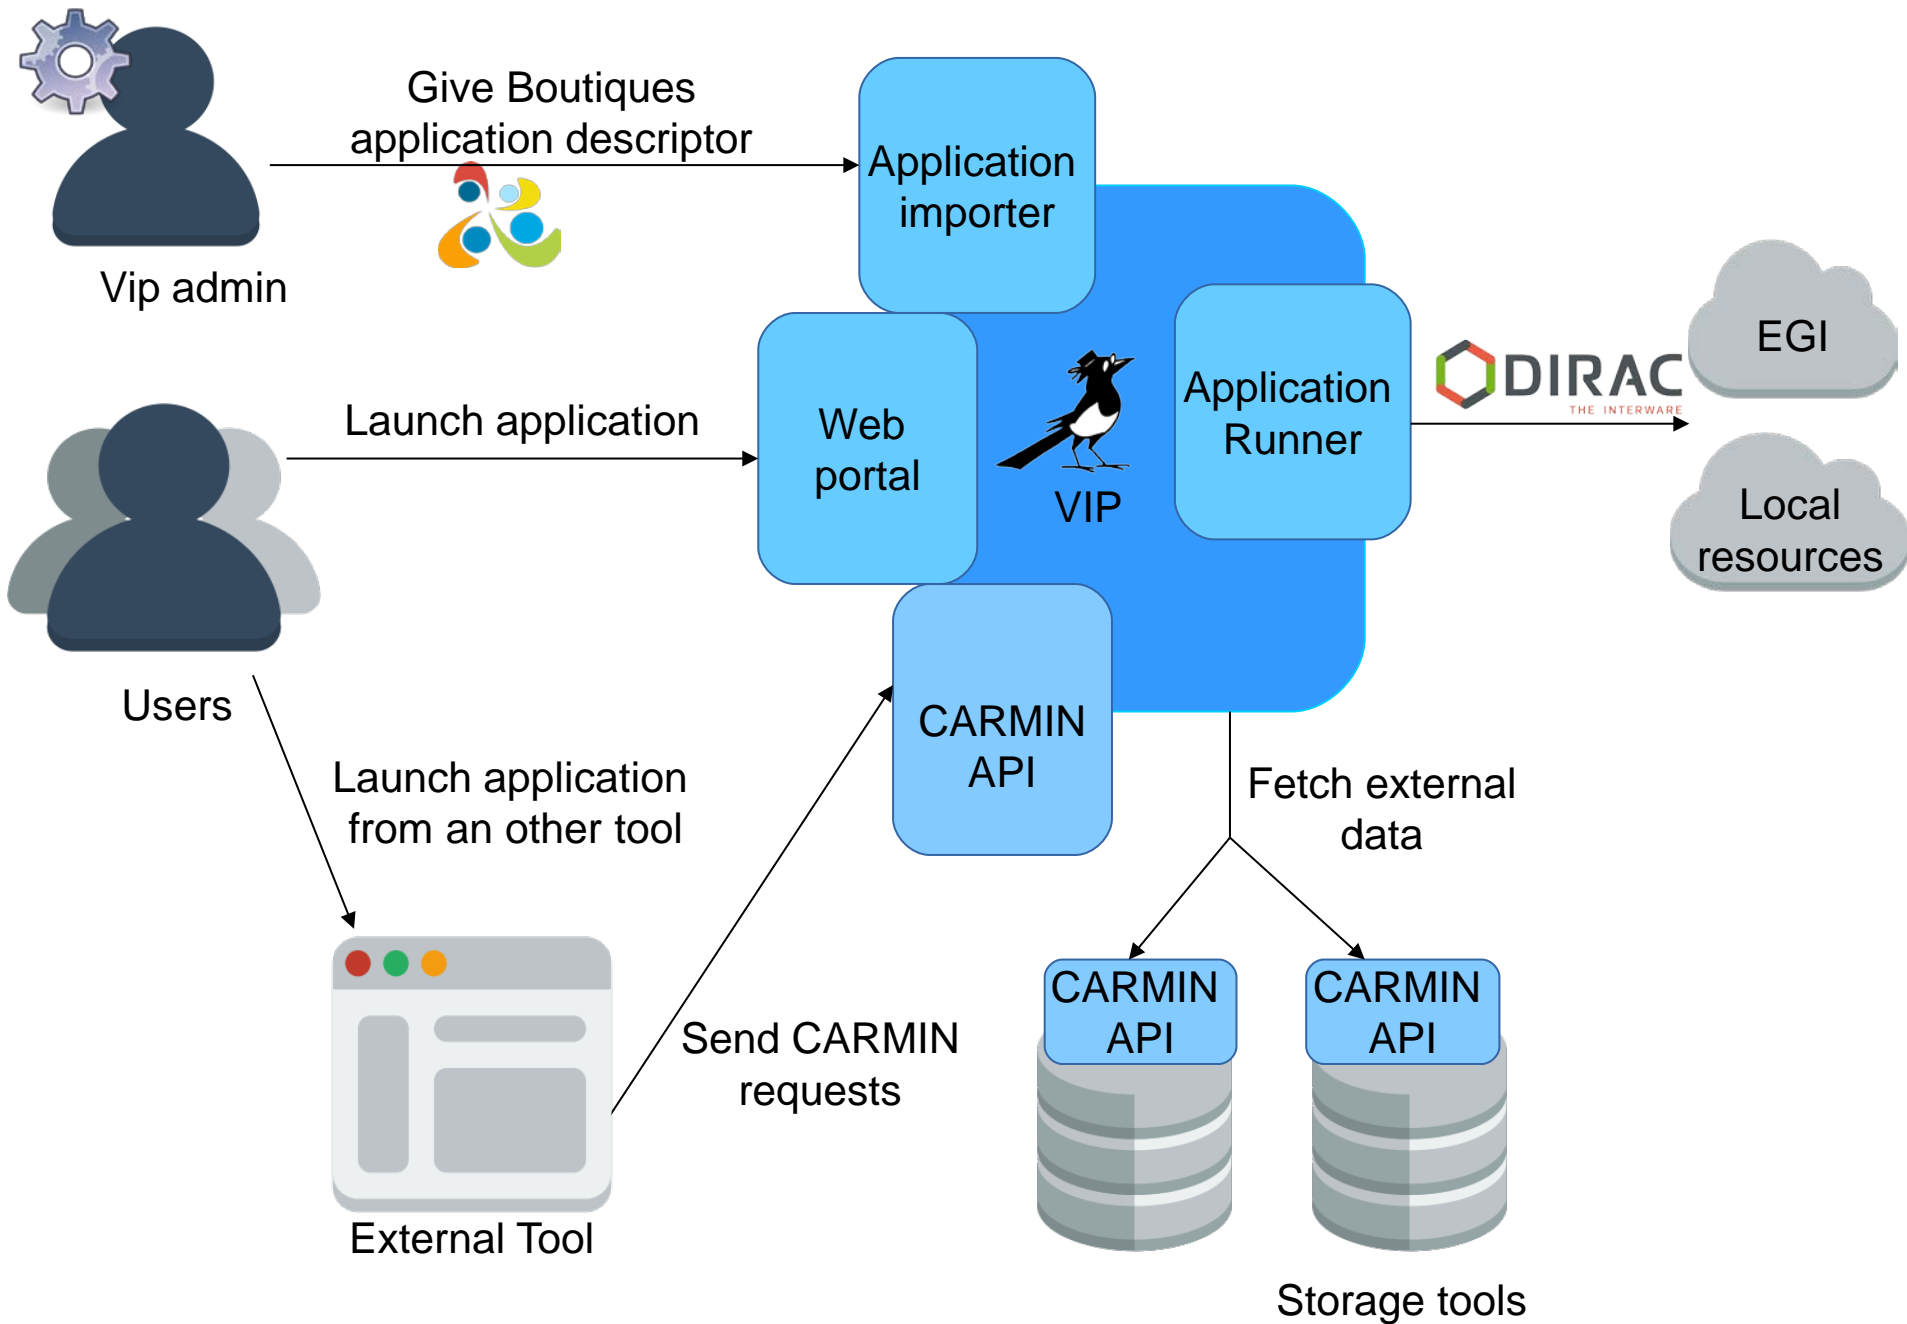 Give Boutiques
application descriptor
Vip admin
Application
importer
Launch application
Web
portal
VIP
Application
Runner
DIRAC
THE INTERWARE
EGI
Local
resources
Users
Launch application
from an other tool
CARMIN
API
Fetch external
data
Send CARMIN
requests
External Tool
CARMIN
API
CARMIN
API
Storage tools